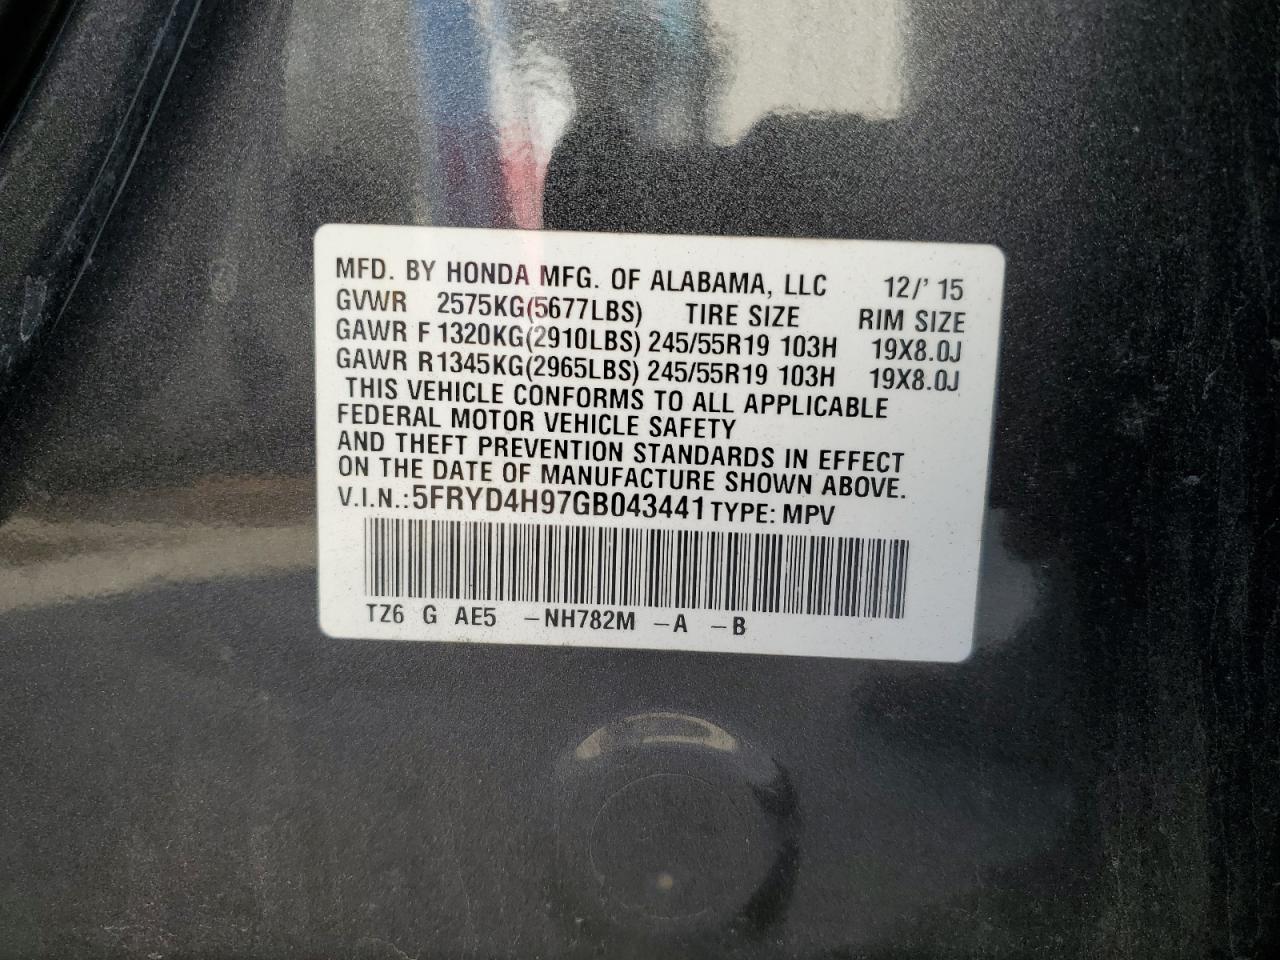 MFD. BY HONDA MFG. OF ALABAMA, LLC 12/' 15
GVWR 2575KG(5677LBS) TIRE SIZE RIM SIZE
GAWR F 1320KG(2910LBS) 245/55R19 103H 19X8.0J
GAWR R1345KG(2965LBS) 245/55R19 103H 19X8.0J
THIS VEHICLE CONFORMS TO ALL APPLICABLE
FEDERAL MOTOR VEHICLE SAFETY
AND THEFT PREVENTION STANDARDS IN EFFECT
ON THE DATE OF MANUFACTURE SHOWN ABOVE.
V.I.N.:5FRYD4H97GB043441 TYPE: MPV
TZ6 G AE5 -NH782M -A -B